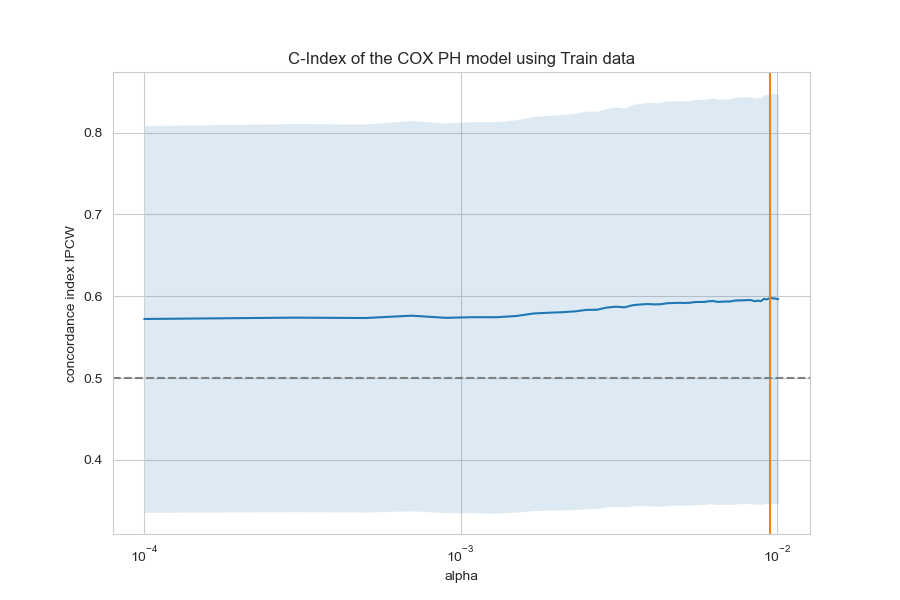 C-Index of the COX PH model using Train data
concordance index IPCW
0.8
0.7
0.6
0.5
0.4
10⁻⁴
10⁻³
10⁻²
alpha